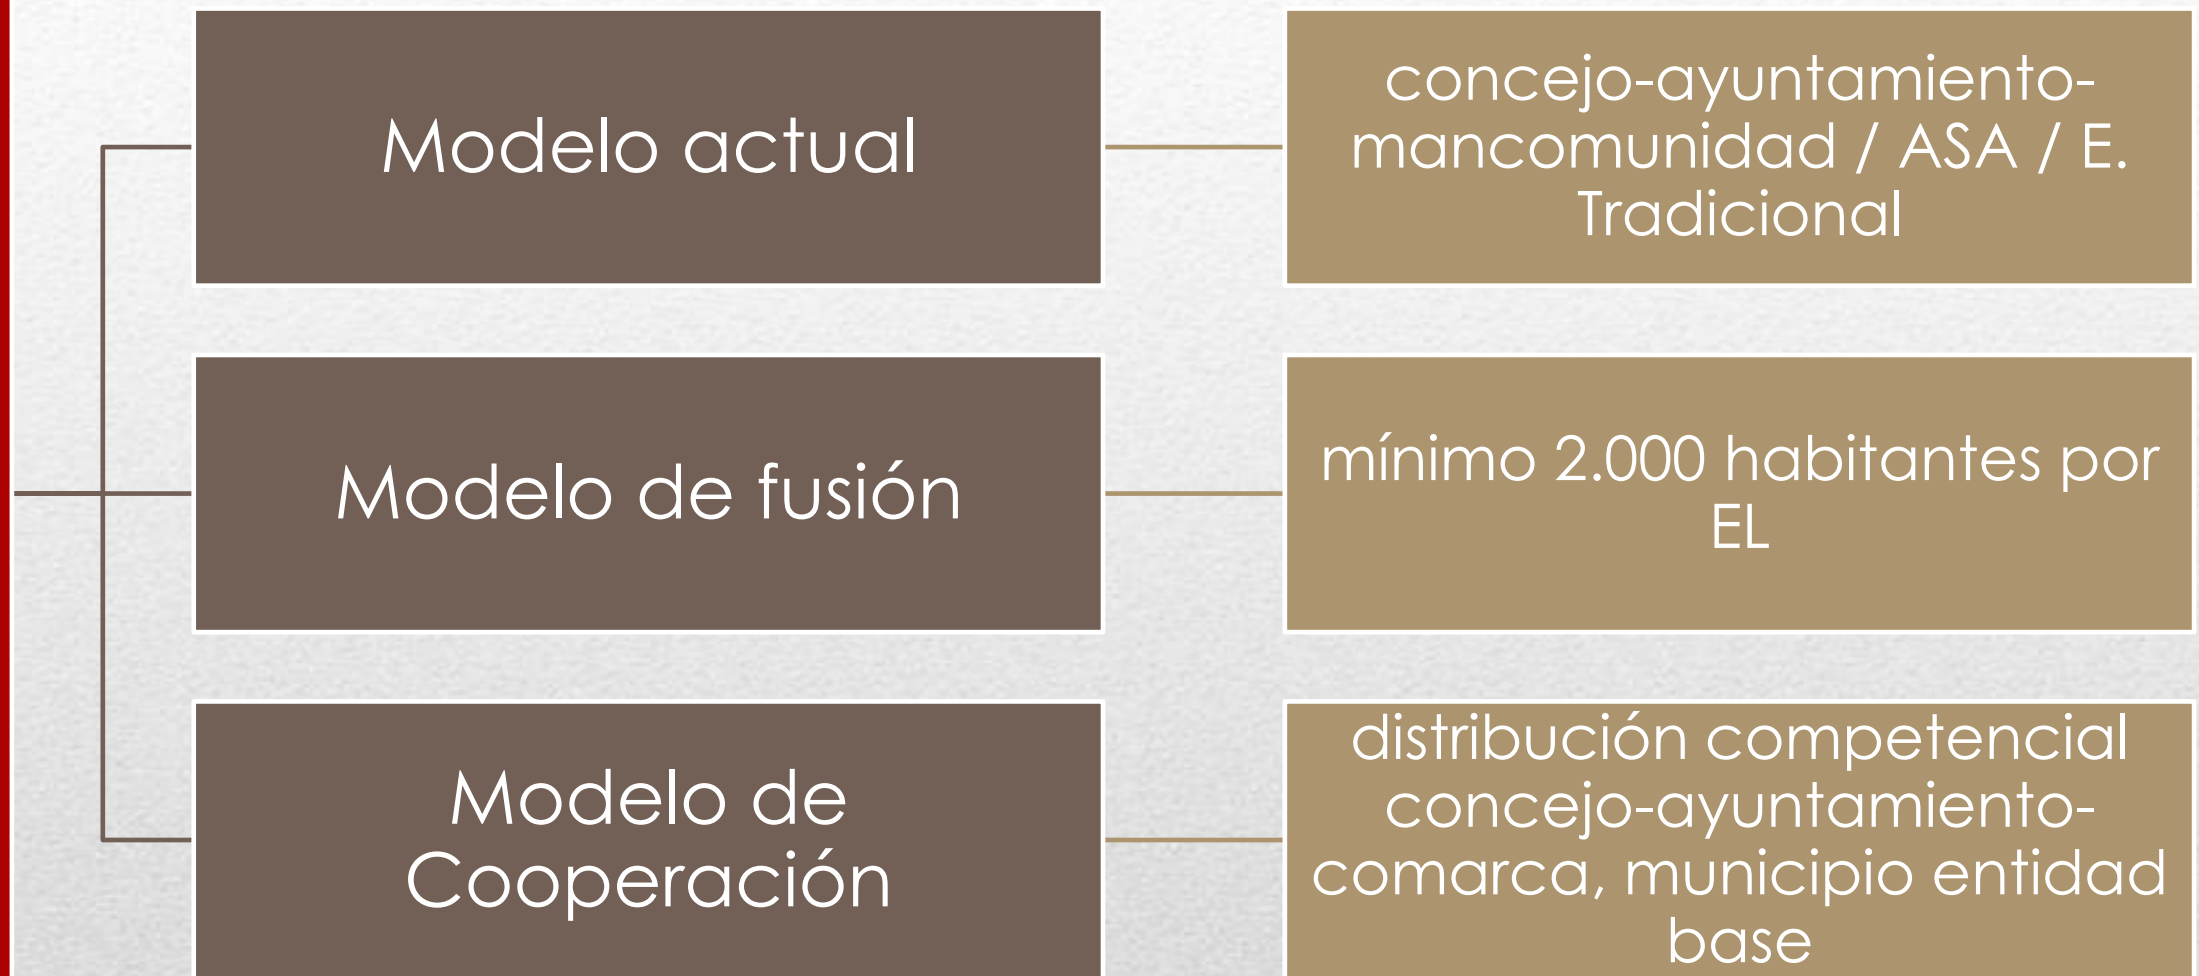 Modelo actual
concejo-ayuntamiento-
mancomunidad / ASA / E.
Tradicional
Modelo de fusión
mínimo 2.000 habitantes por
EL
Modelo de
Cooperación
distribución competencial
concejo-ayuntamiento-
comarca, municipio entidad
base